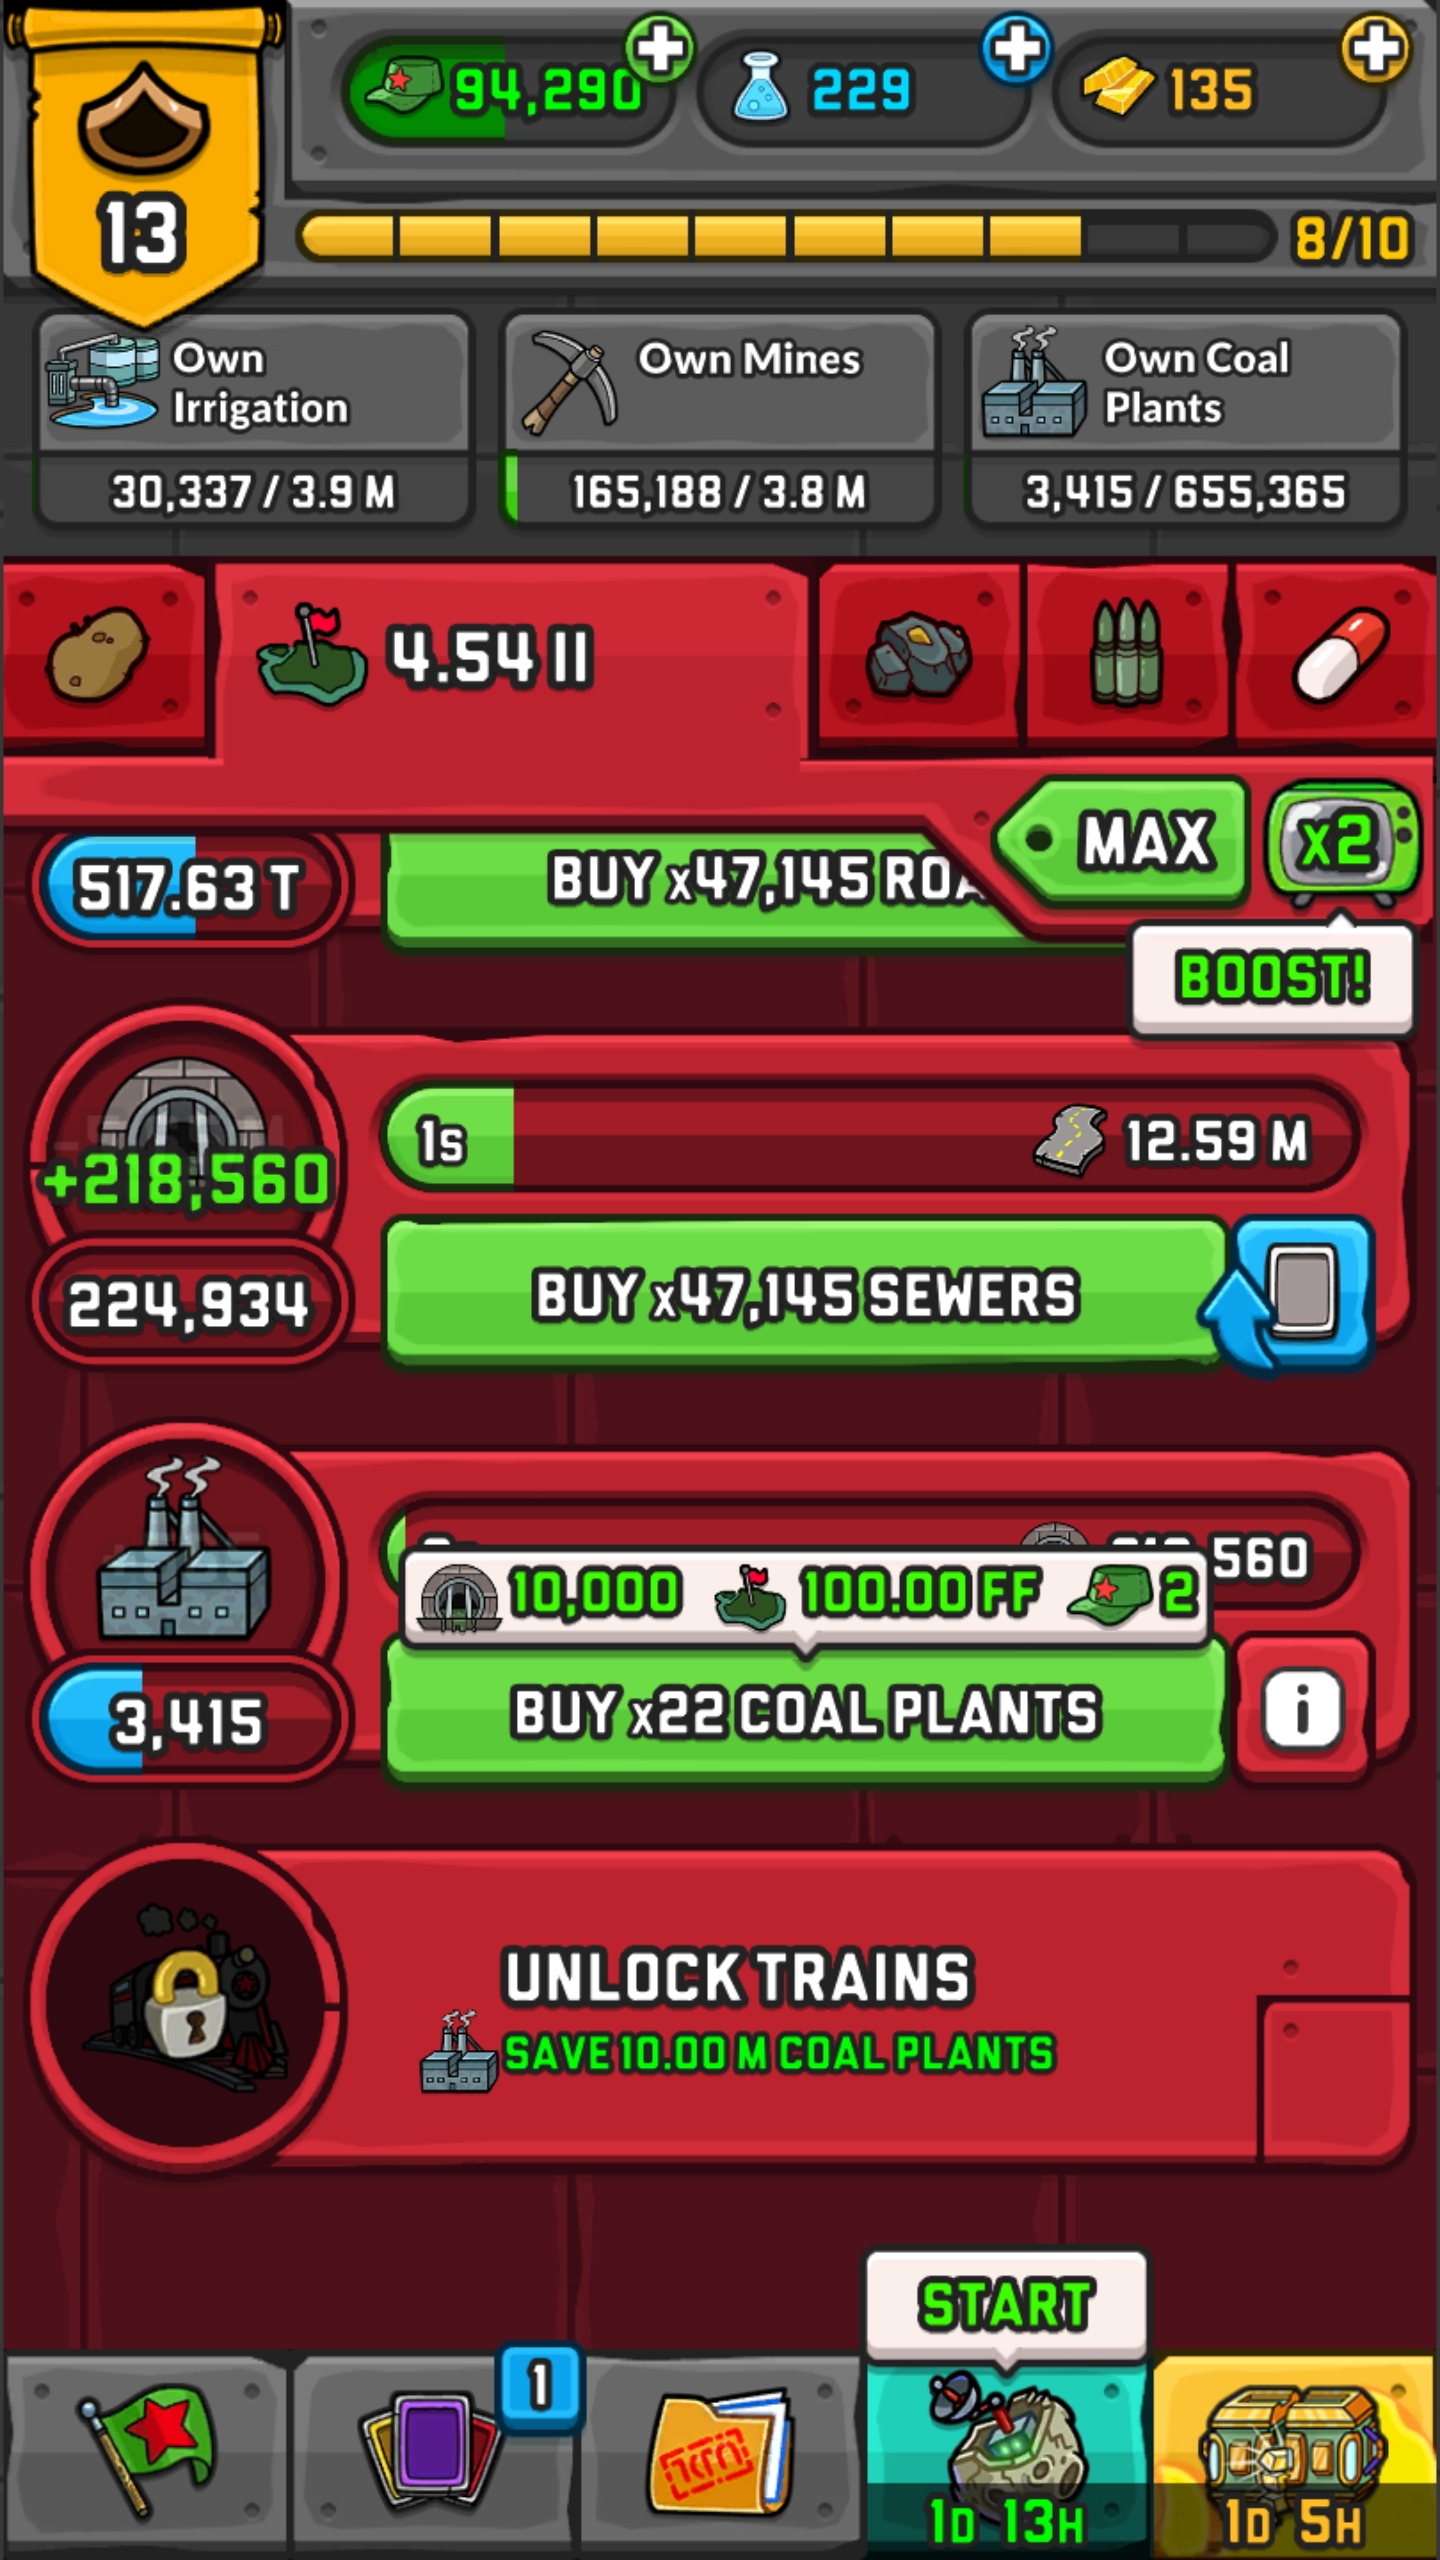 94,290
229
135
13
8/10
Own
Irrigation
30,337 / 3.9 M
Own Mines
165,188 / 3.8 M
Own Coal
Plants
3,415 / 655,365
4.54 II
MAX
x2
BOOST!
517.63 T
BUY x47,145
+218,560
224,934
1s
12.59 M
BUY x47,145 SEWERS
560
10,000
100.00 FF
2
3,415
BUY x22 COAL PLANTS
i
UNLOCK TRAINS
SAVE 10.00 M COAL PLANTS
START
1
1D 13H
1D 5H